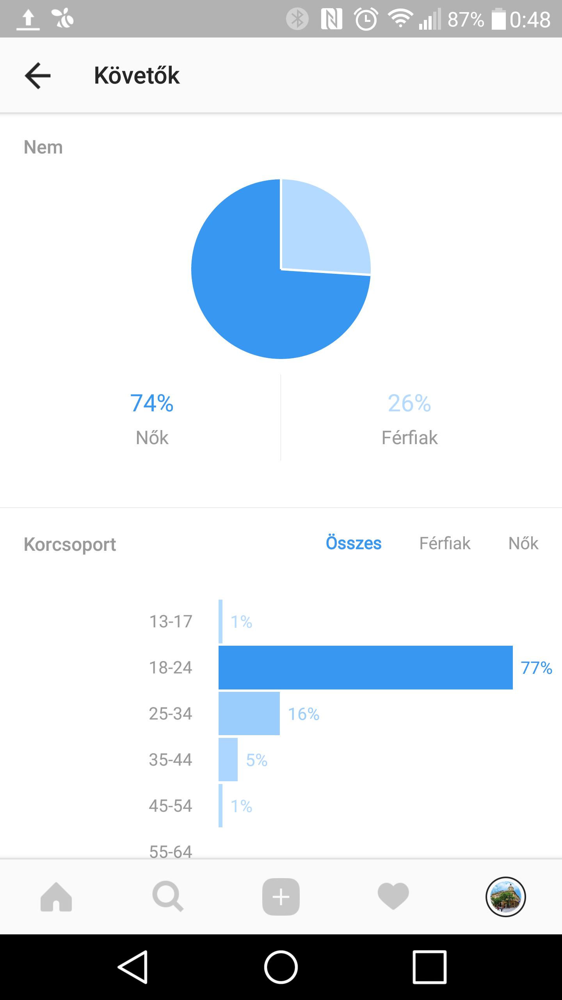 87% 0:48
Követők
Nem
74% 26%
Nők Férfiak
Korcsoport Összes Férfiak Nők
13-17 1%
18-24 77%
25-34 16%
35-44 5%
45-54 1%
55-64